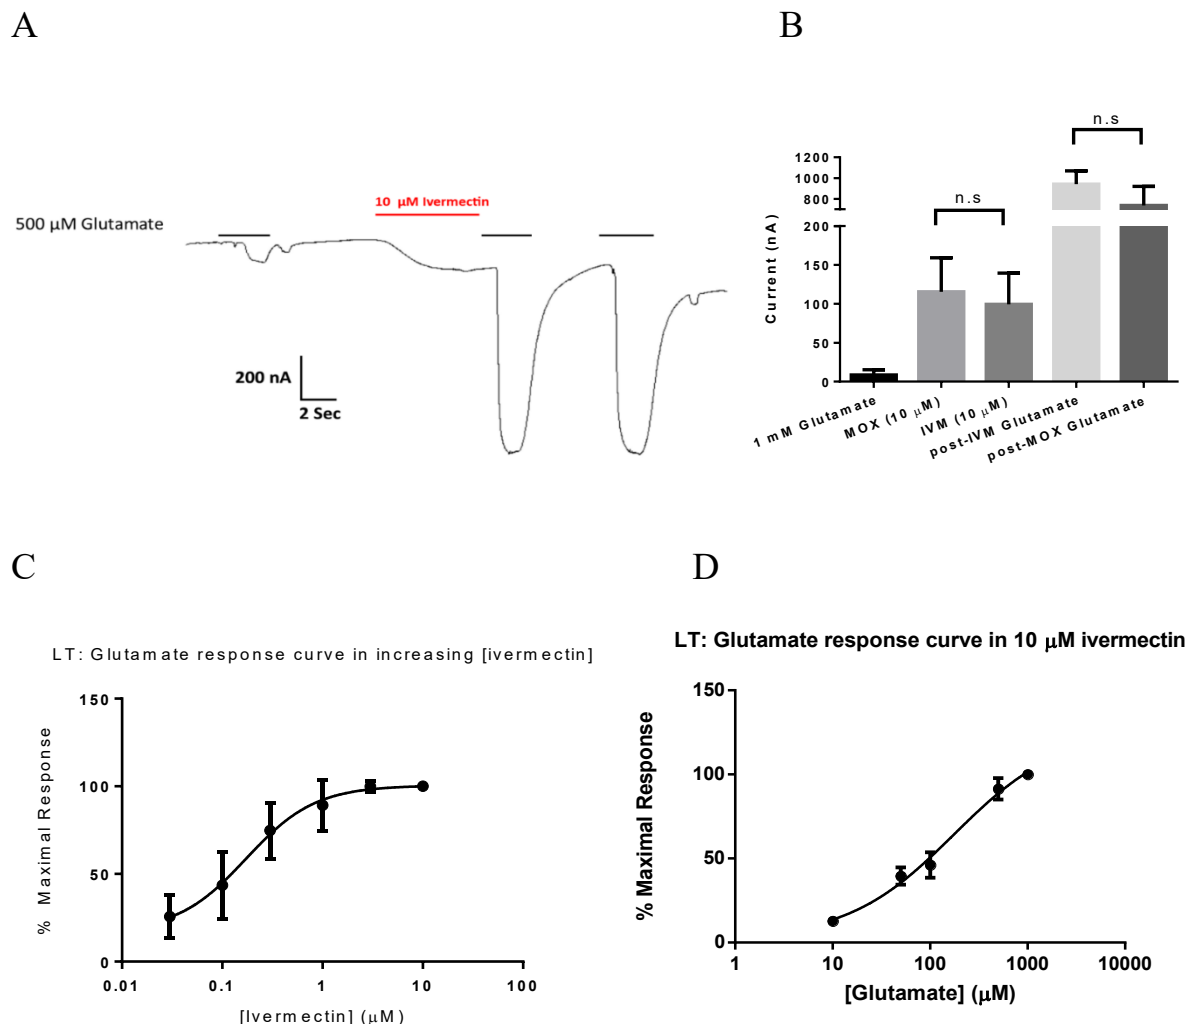 A
B
500 μM Glutamate
10 μM Ivermectin
200 nA
2 Sec
n.s
n.s
Current (nA)
1200
1000
800
200
150
100
50
0
1 mM Glutamate
MOX (10 μM)
IVM (10 μM)
post-IVM Glutamate
post-MOX Glutamate
C
D
LT: Glutamate response curve in increasing [ivermectin]
% Maximal Response
150
100
50
0
0.01
0.1
1
10
100
[Ivermectin] (μM)
LT: Glutamate response curve in 10 μM ivermectin
% Maximal Response
150
100
50
0
1
10
100
1000
10000
[Glutamate] (μM)